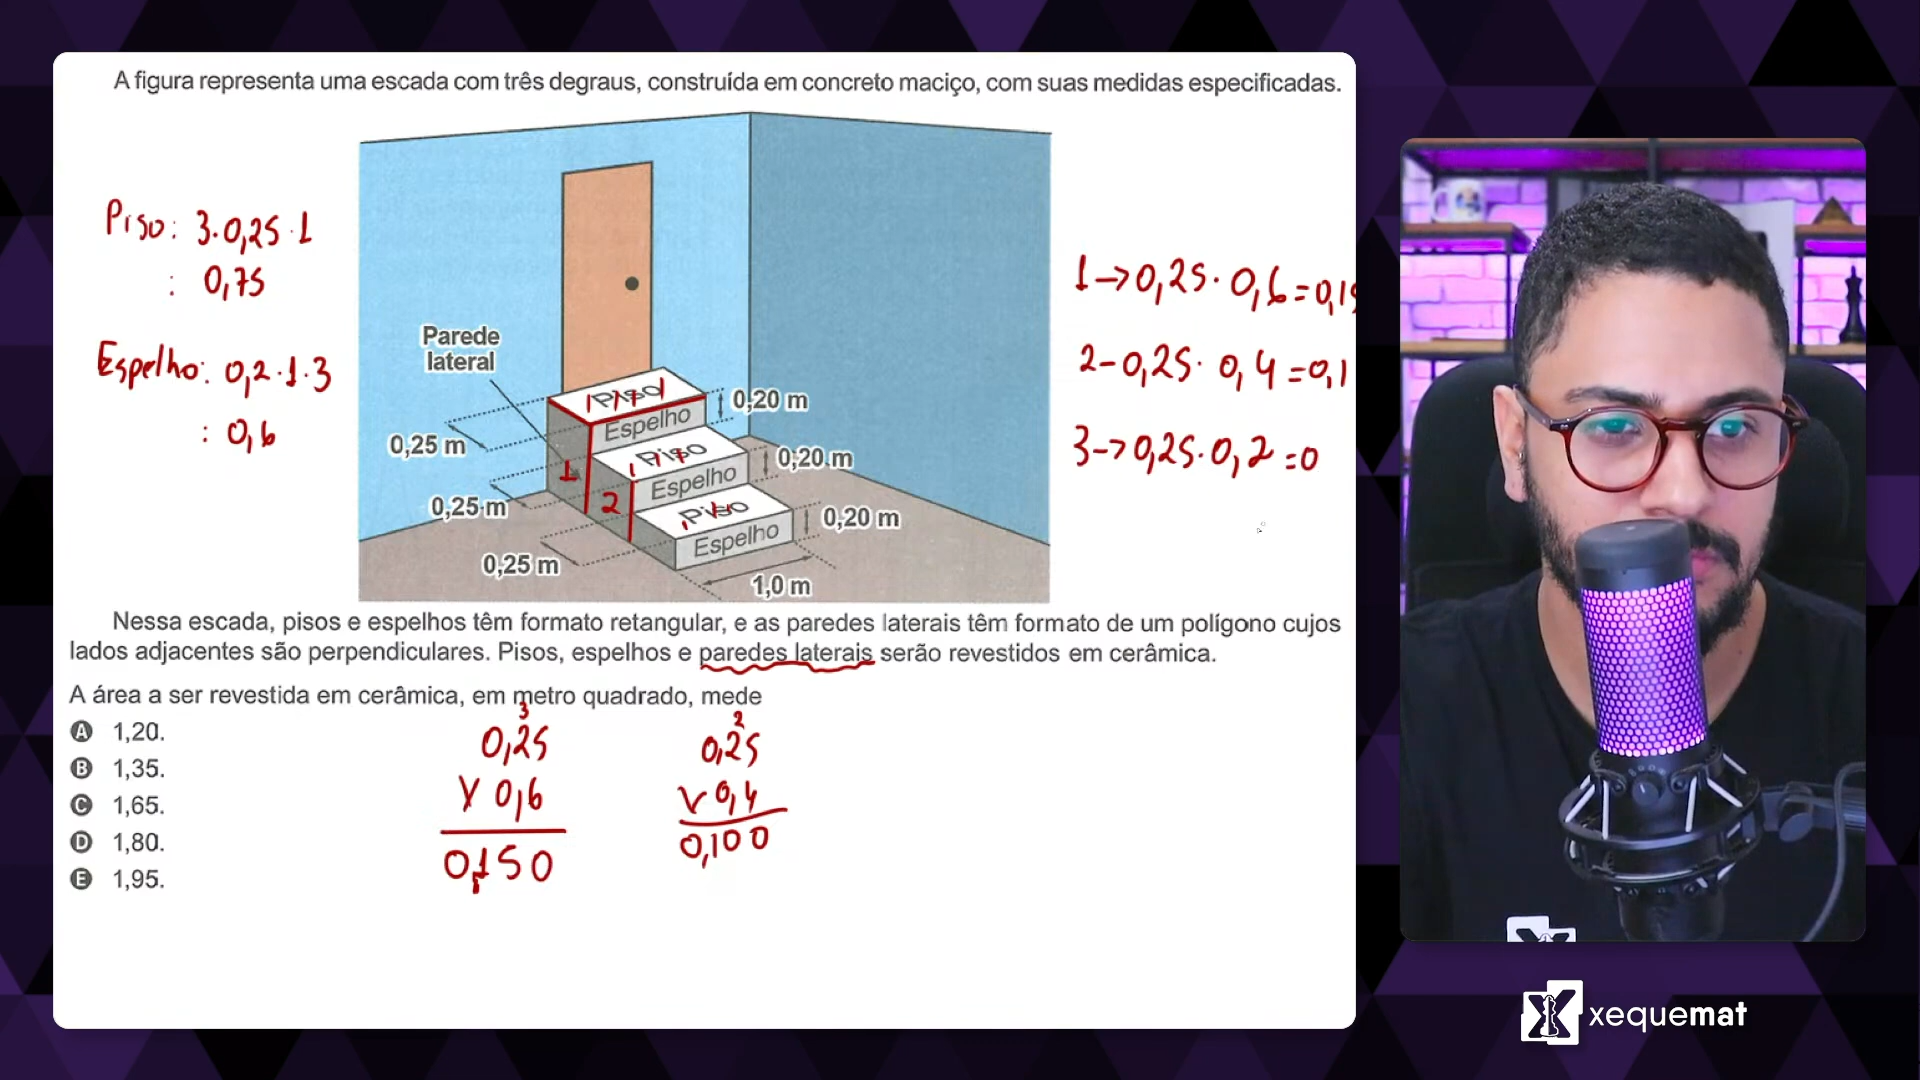 A figura representa uma escada com três degraus, construída em concreto maciço, com suas medidas especificadas.
Piso: 3.0,25.1
: 0,75
Espelho: 0,2.1.3
: 0,6
Parede
lateral
Piso
Espelho
Piso
Espelho
Piso
Espelho
0,20 m
0,20 m
0,20 m
0,25 m
0,25 m
0,25 m
1,0 m
1
2
1→0,25.0,6=0,15
2-0,25.0,4=0,1
3→0,25.0,2=0
Nessa escada, pisos e espelhos têm formato retangular, e as paredes laterais têm formato de um polígono cujos
lados adjacentes são perpendiculares. Pisos, espelhos e paredes laterais serão revestidos em cerâmica.
A área a ser revestida em cerâmica, em metro quadrado, mede
A 1,20.
B 1,35.
C 1,65.
D 1,80.
E 1,95.
3
0,25
x 0,6
0,150
2
0,25
x 0,4
0,100
xequemat